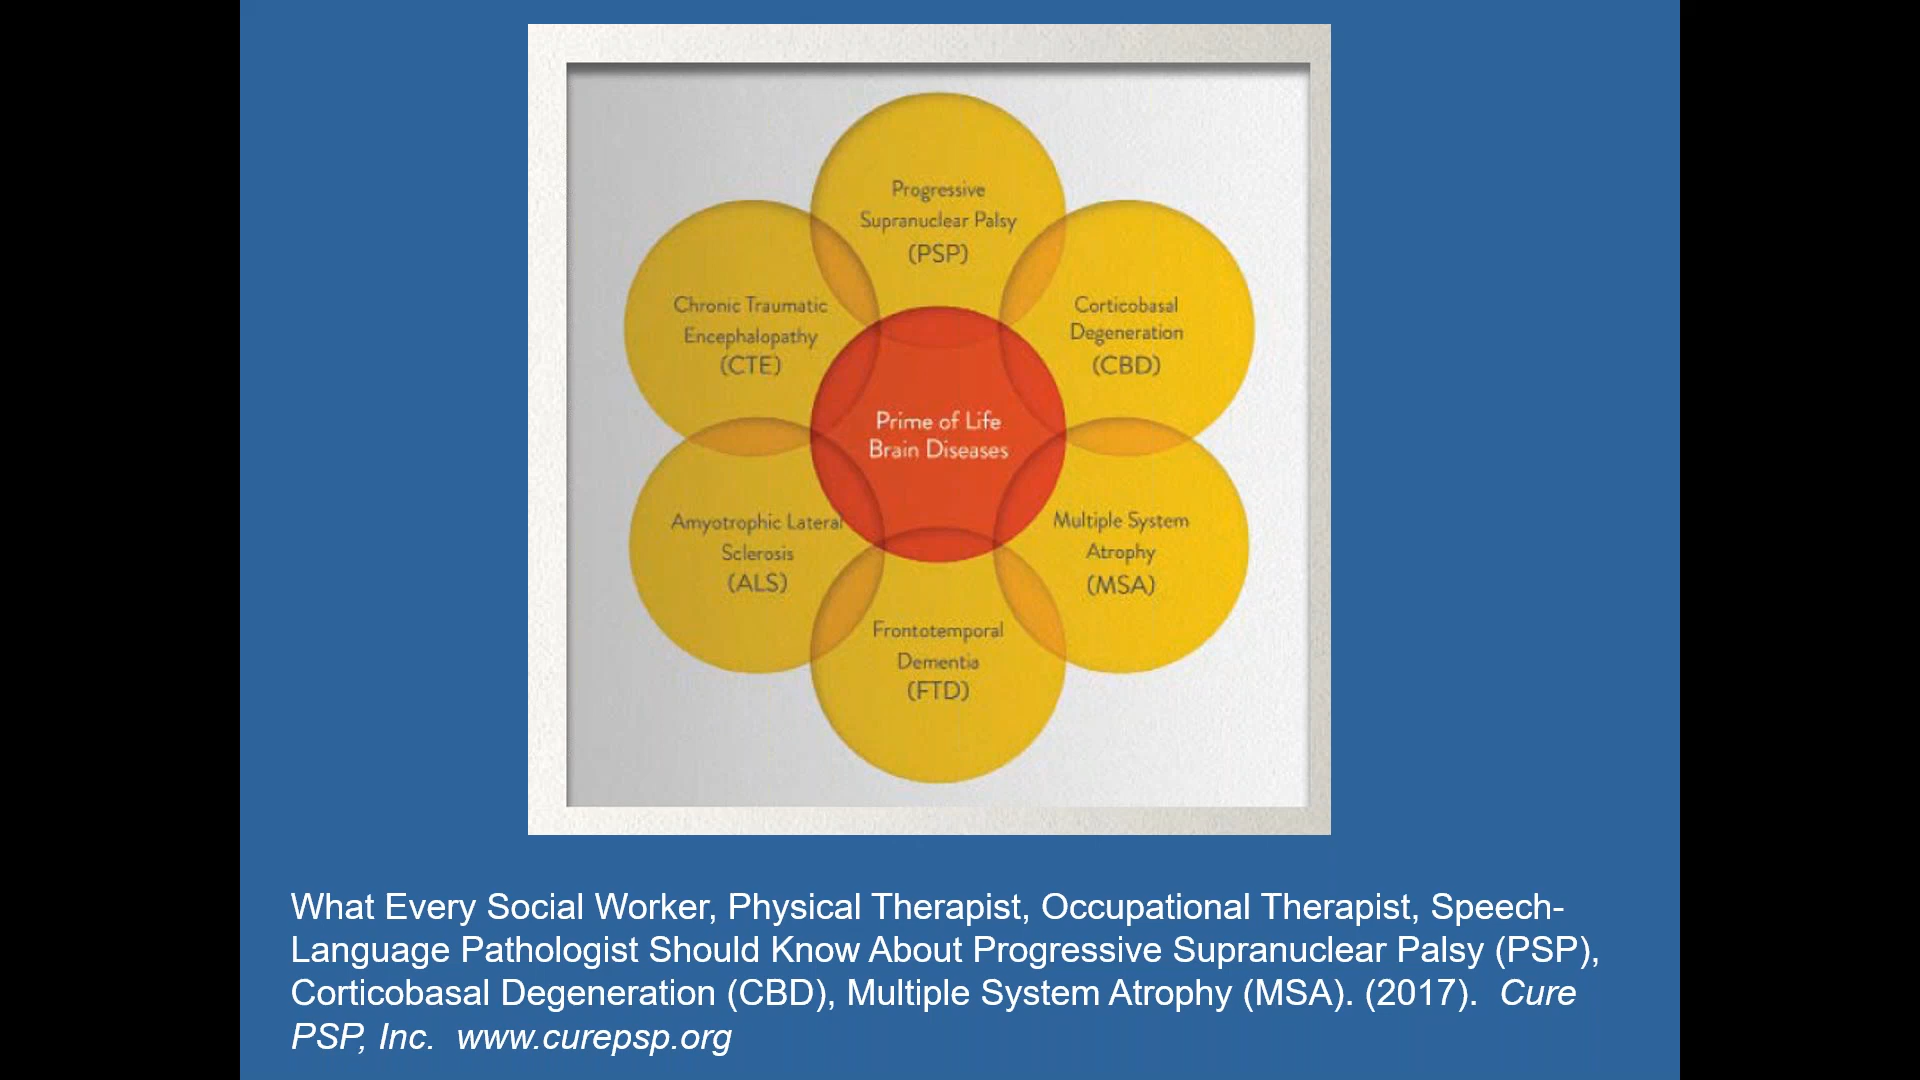 Progressive
Supranuclear Palsy
(PSP)
Chronic Traumatic
Encephalopathy
(CTE)
Corticobasal
Degeneration
(CBD)
Prime of Life
Brain Diseases
Amyotrophic Lateral
Sclerosis
(ALS)
Multiple System
Atrophy
(MSA)
Frontotemporal
Dementia
(FTD)
What Every Social Worker, Physical Therapist, Occupational Therapist, Speech-
Language Pathologist Should Know About Progressive Supranuclear Palsy (PSP),
Corticobasal Degeneration (CBD), Multiple System Atrophy (MSA). (2017). Cure
PSP, Inc. www.curepsp.org